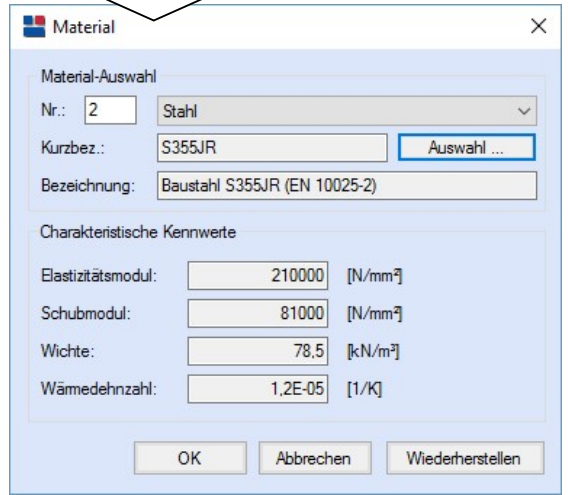 Material
Material-Auswahl
Nr.: 2 Stahl
Kurzbez.: S355JR Auswahl ...
Bezeichnung: Baustahl S355JR (EN 10025-2)
Charakteristische Kennwerte
Elastizitätsmodul: 210000 [N/mm²]
Schubmodul: 81000 [N/mm²]
Wichte: 78,5 [kN/m³]
Wärmedehnzahl: 1,2E-05 [1/K]
OK Abbrechen Wiederherstellen